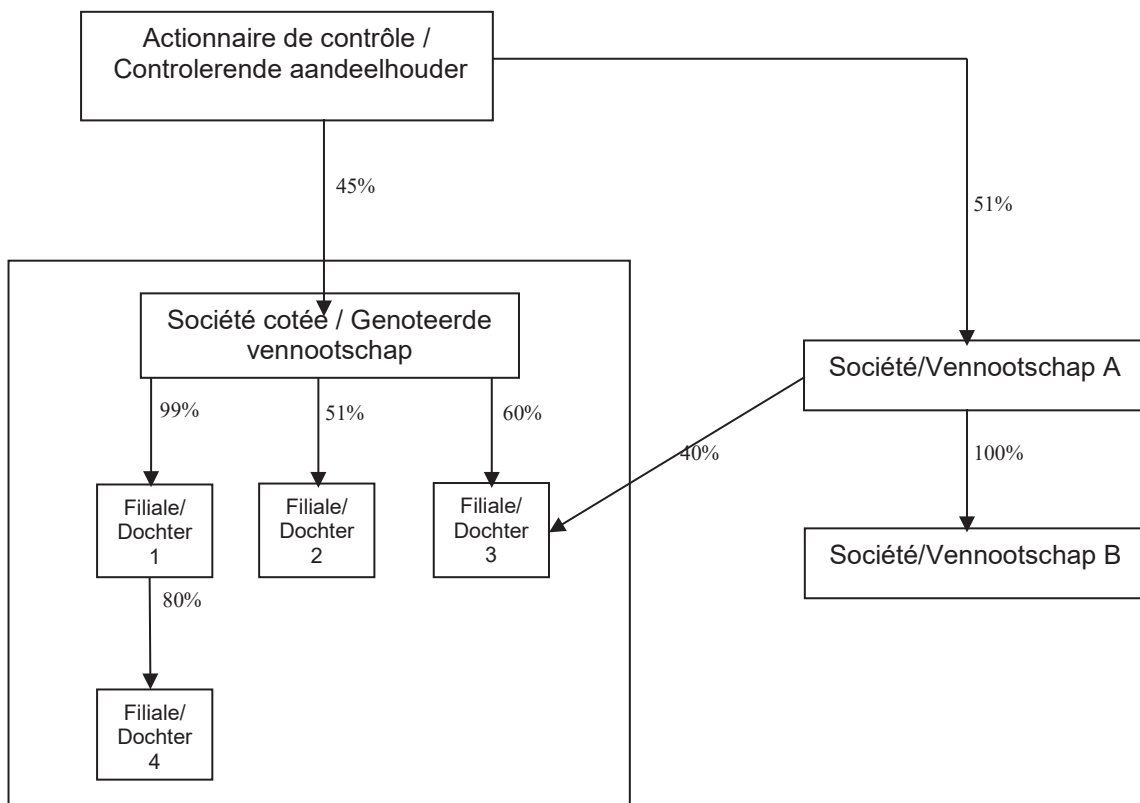 Actionnaire de contrôle /
Controlerende aandeelhouder
45%
51%
Société cotée / Genoteerde
vennootschap
Société/Vennootschap A
99%
51%
60%
40%
100%
Filiale/
Dochter
1
Filiale/
Dochter
2
Filiale/
Dochter
3
Société/Vennootschap B
80%
Filiale/
Dochter
4